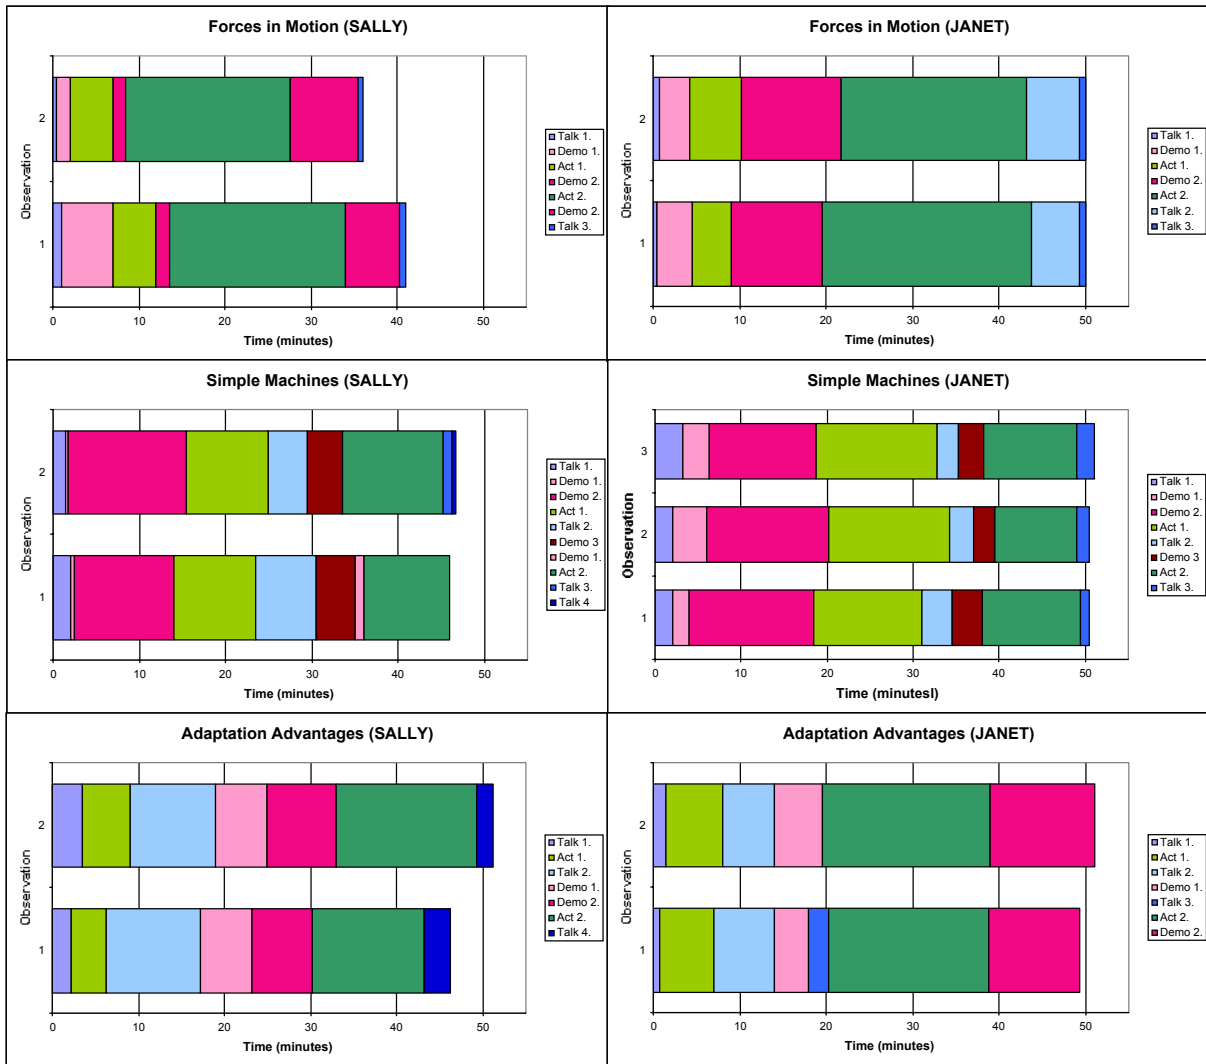 Forces in Motion (SALLY)
2
1
Observation
0 10 20 30 40 50
Time (minutes)
Talk 1.
Demo 1.
Act 1.
Demo 2.
Act 2.
Demo 2.
Talk 3.
Forces in Motion (JANET)
2
1
Observation
0 10 20 30 40 50
Time (minutes)
Talk 1.
Demo 1.
Act 1.
Demo 2.
Act 2.
Talk 2.
Talk 3.
Simple Machines (SALLY)
2
1
Observation
0 10 20 30 40 50
Time (minutes)
Talk 1.
Demo 1.
Demo 2.
Act 1.
Talk 2.
Demo 3
Demo 1.
Act 2.
Talk 3.
Talk 4
Simple Machines (JANET)
3
2
1
Observation
0 10 20 30 40 50
Time (minutesl)
Talk 1.
Demo 1.
Demo 2.
Act 1.
Talk 2.
Demo 3
Act 2.
Talk 3.
Adaptation Advantages (SALLY)
2
1
Observation
0 10 20 30 40 50
Time (minutes)
Talk 1.
Act 1.
Talk 2.
Demo 1.
Demo 2.
Act 2.
Talk 4.
Adaptation Advantages (JANET)
2
1
Observation
0 10 20 30 40 50
Time (minutes)
Talk 1.
Act 1.
Talk 2.
Demo 1.
Talk 3.
Act 2.
Demo 2.